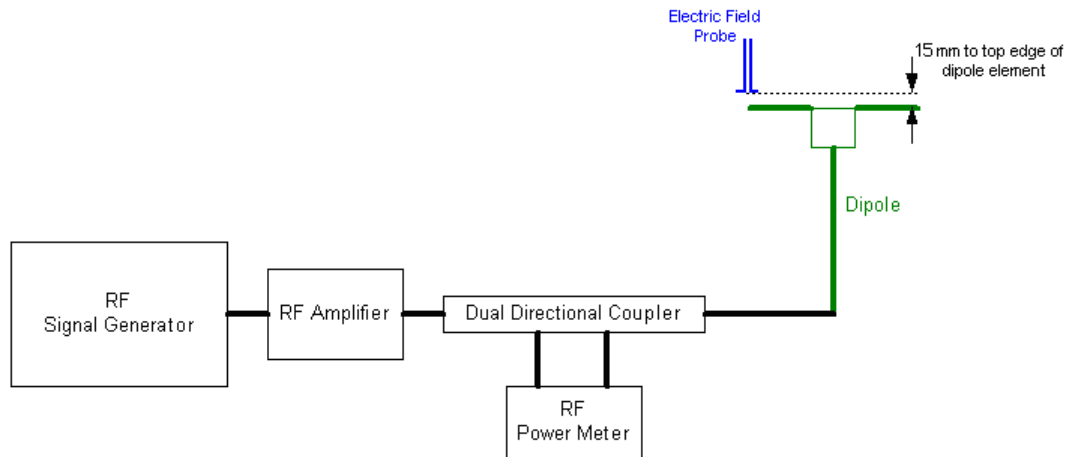 Electric Field
Probe
15 mm to top edge of
dipole element
Dipole
RF
Signal Generator
RF Amplifier
Dual Directional Coupler
RF
Power Meter